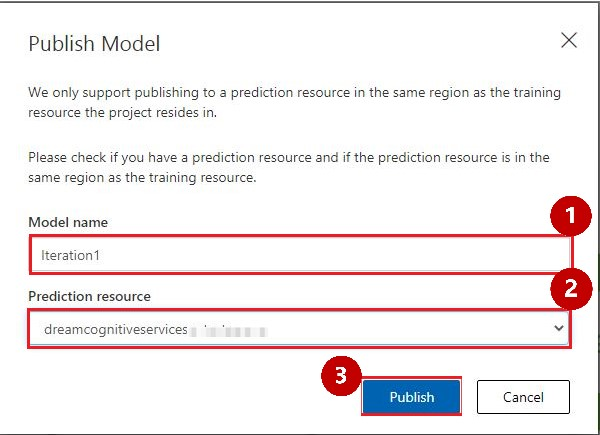 Publish Model
We only support publishing to a prediction resource in the same region as the training
resource the project resides in.
Please check if you have a prediction resource and if the prediction resource is in the
same region as the training resource.
Model name
1
Iteration1
2
Prediction resource
dreamcognitiveservices
3
Publish
Cancel